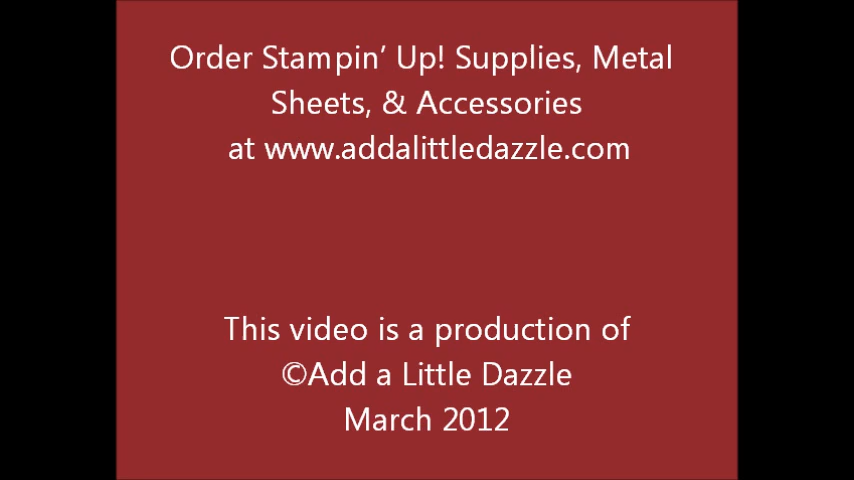 Order Stampin’ Up! Supplies, Metal
Sheets, & Accessories
at www.addalittledazzle.com
This video is a production of
©Add a Little Dazzle
March 2012